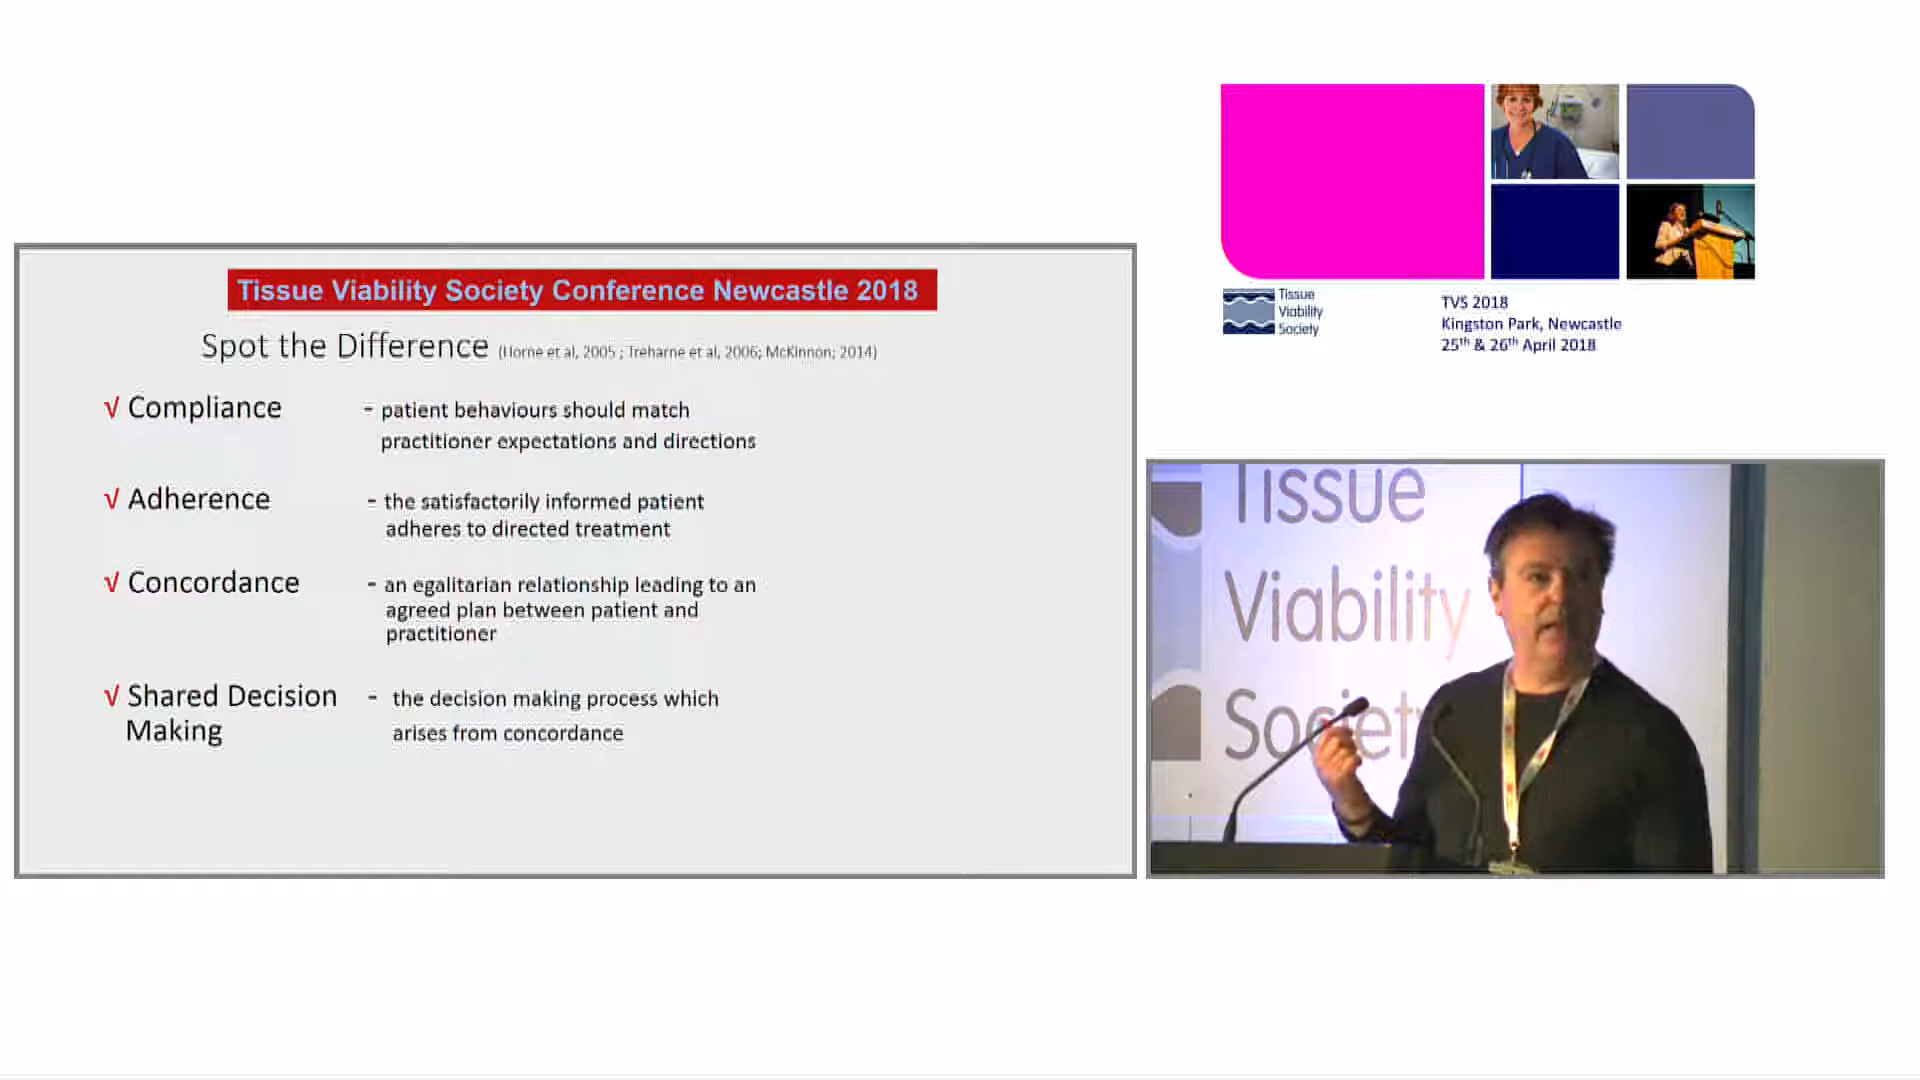 Tissue Viability Society Conference Newcastle 2018
Spot the Difference (Horne et al, 2005 ; Treharne et al, 2006; McKinnon; 2014)
√ Compliance - patient behaviours should match
practitioner expectations and directions
√ Adherence - the satisfactorily informed patient
adheres to directed treatment
√ Concordance - an egalitarian relationship leading to an
agreed plan between patient and
practitioner
√ Shared Decision - the decision making process which
Making arises from concordance
Tissue
Viability
Society
TVS 2018
Kingston Park, Newcastle
25th & 26th April 2018
Tissue
Viability
Society